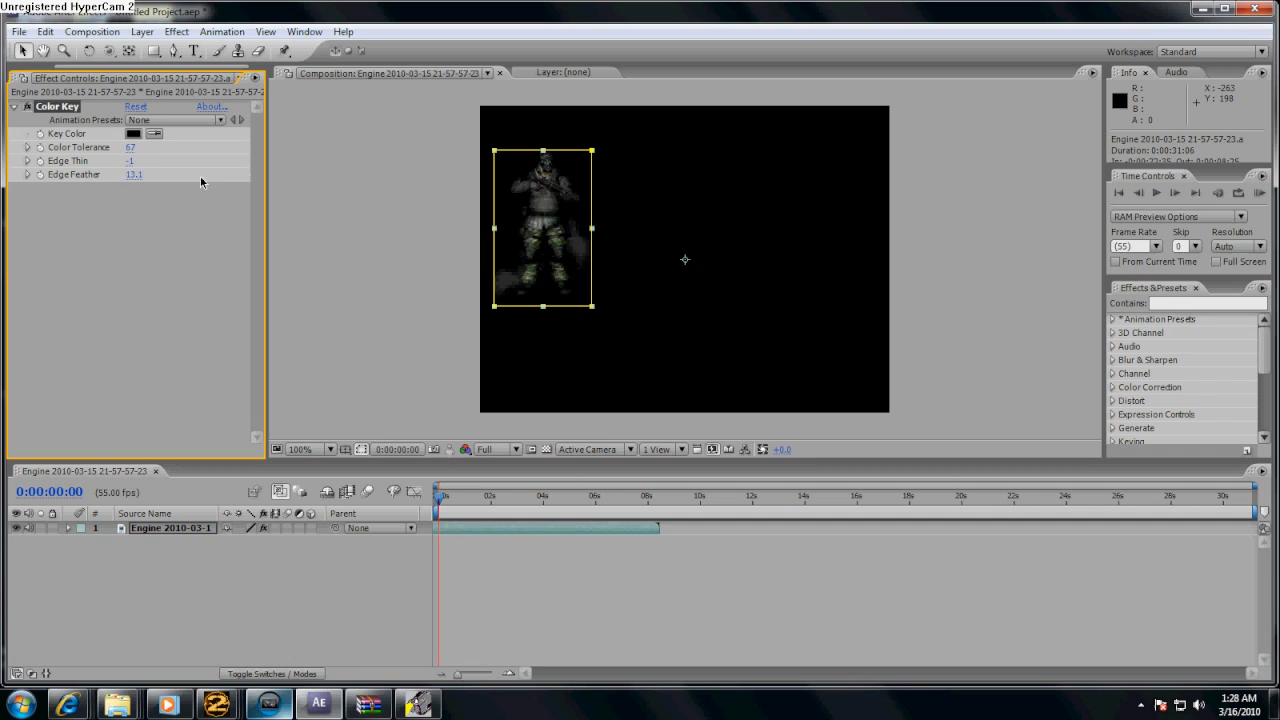 Unregistered HyperCam 2
Untitled Project.aep *
File Edit Composition Layer Effect Animation View Window Help
Workspace: Standard
Effect Controls: Engine 2010-03-15 21-57-57-23.a
Engine 2010-03-15 21-57-57-23 * Engine 2010-03-15 21-57-57-2
Color Key Reset About...
Animation Presets: None
Key Color
Color Tolerance 67
Edge Thin -1
Edge Feather 13.1
Composition: Engine 2010-03-15 21-57-57-23
Layer: (none)
100% 0:00:00:00 Full Active Camera 1 View +0.0
Info Audio
R: X: -263
G: Y: 198
B:
A: 0
Engine 2010-03-15 21-57-57-23.a
Duration: 0:00:31:06
Time Controls
RAM Preview Options
Frame Rate Skip Resolution
(55) 0 Auto
From Current Time Full Screen
Effects & Presets
Contains:
* Animation Presets
3D Channel
Audio
Blur & Sharpen
Channel
Color Correction
Distort
Expression Controls
Generate
Keying
Engine 2010-03-15 21-57-57-23
0:00:00:00 (55.00 fps)
0s 02s 04s 06s 08s 10s 12s 14s 16s 18s 20s 22s 24s 26s 28s 30s
# Source Name Parent
1 Engine 2010-03-1 None
Toggle Switches / Modes
Ae
1:28 AM
3/16/2010